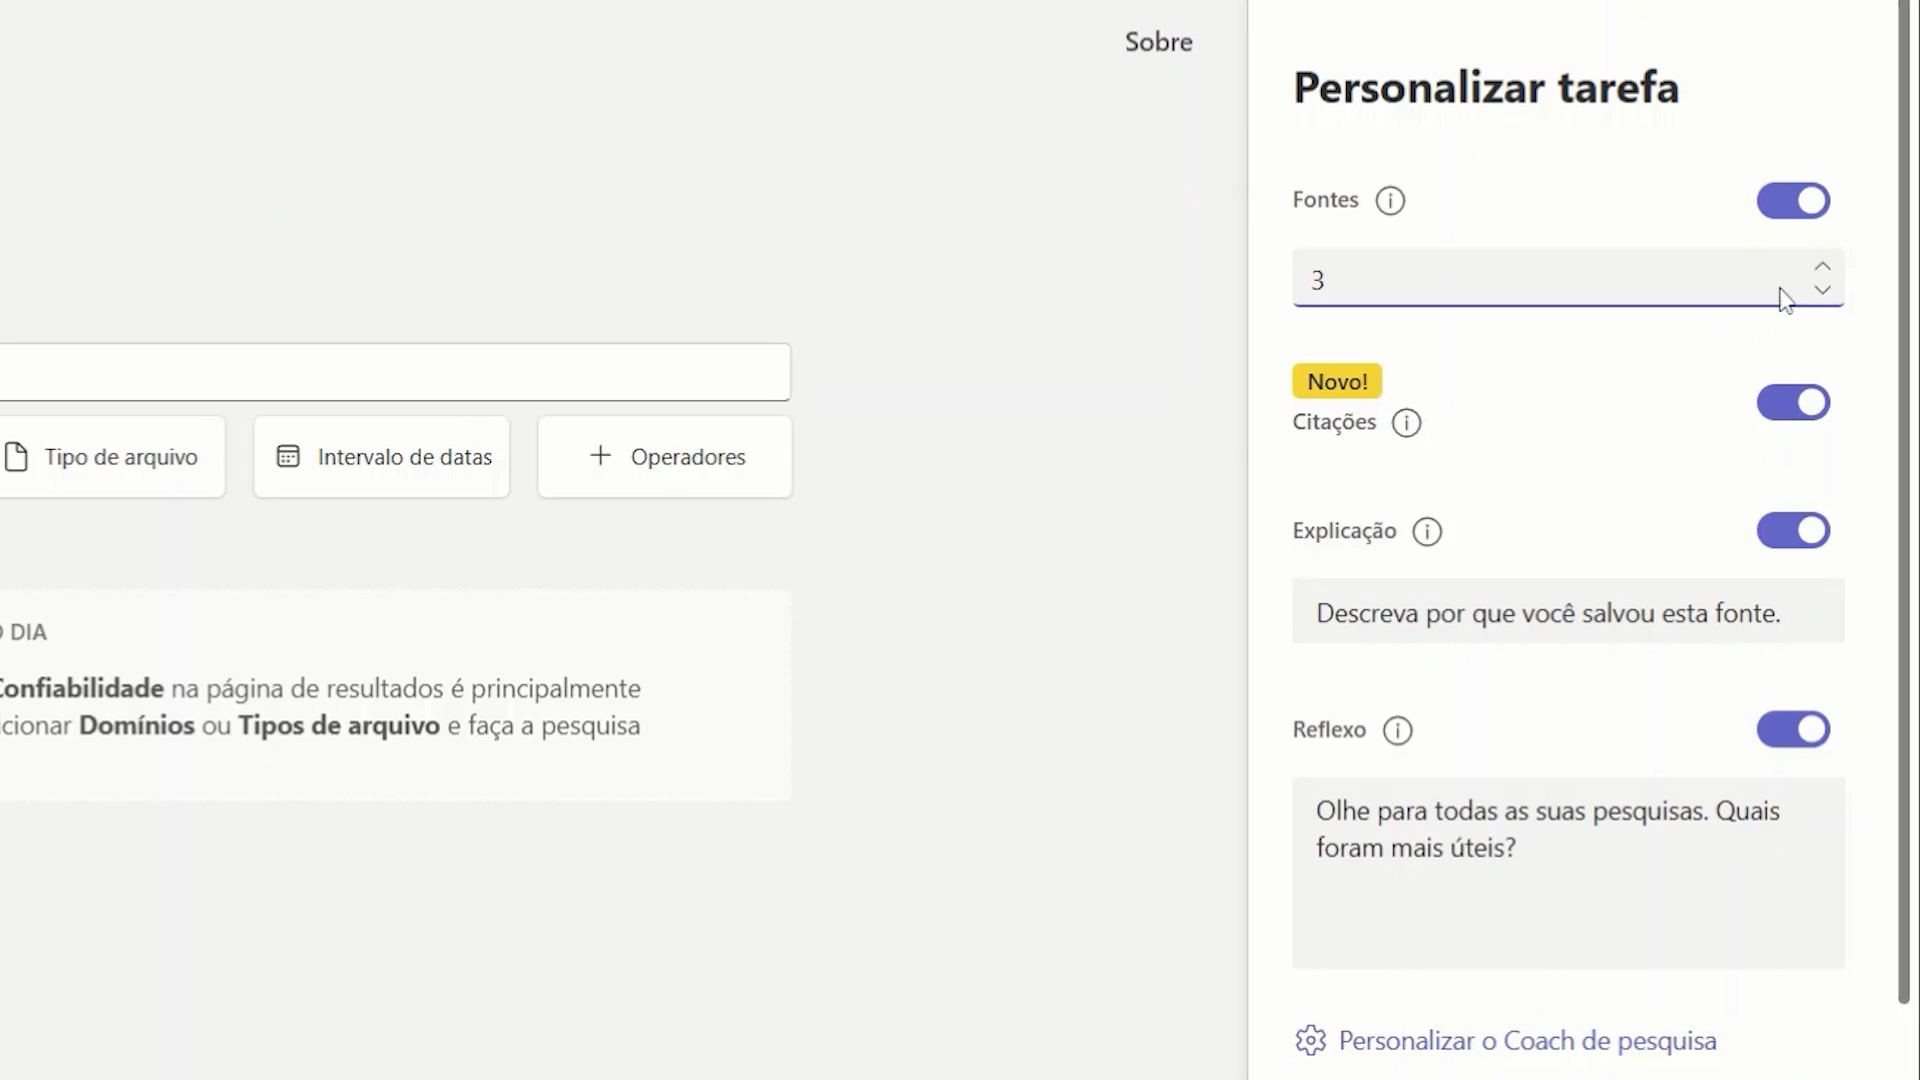 Sobre
Tipo de arquivo
Intervalo de datas
Operadores
DIA
Confiabilidade na página de resultados é principalmente
Domínios ou Tipos de arquivo e faça a pesquisa
Personalizar tarefa
Fontes
3
Novo!
Citações
Explicação
Descreva por que você salvou esta fonte.
Reflexo
Olhe para todas as suas pesquisas. Quais
foram mais úteis?
Personalizar o Coach de pesquisa